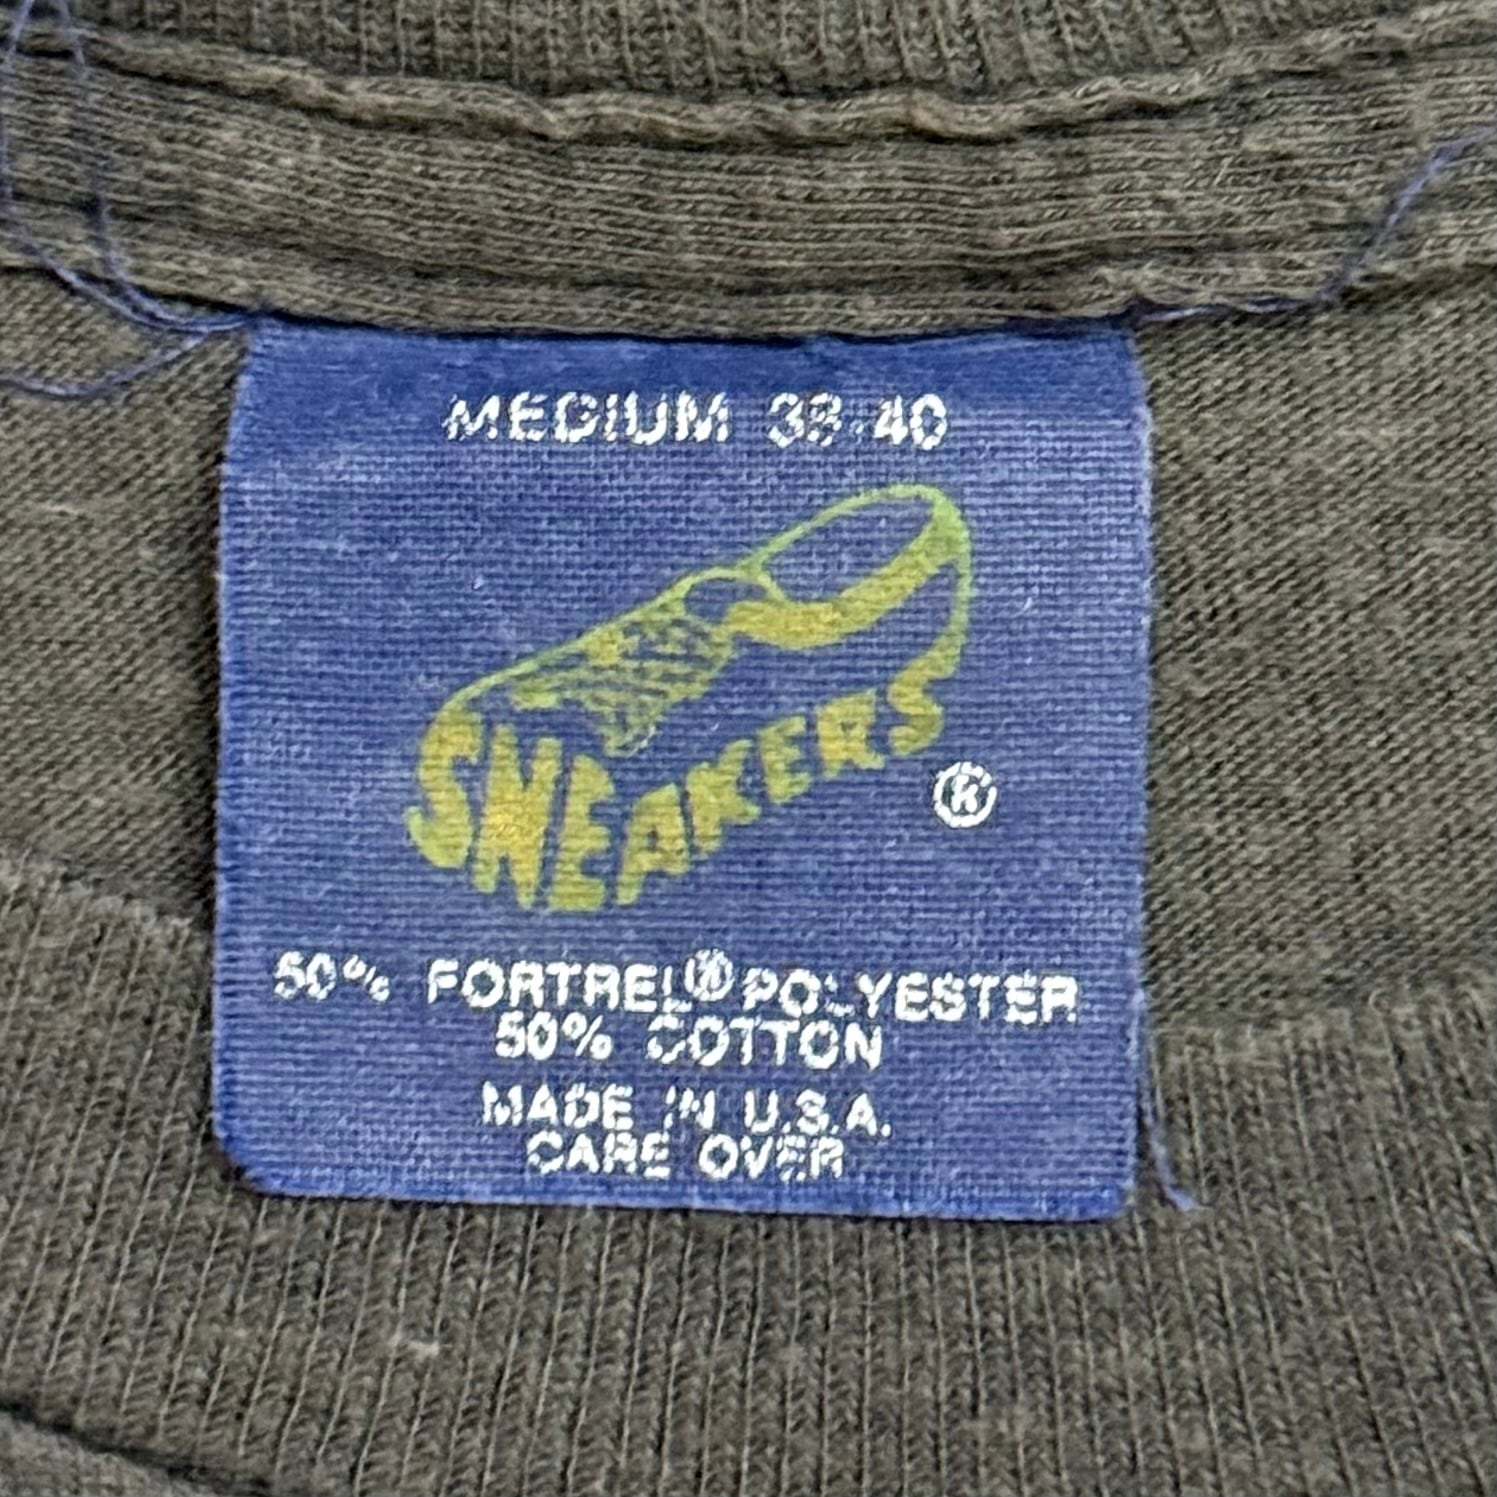 MEDIUM 38-40
SNEAKERS ®
50% FORTREL® POLYESTER
50% COTTON
MADE IN U.S.A.
CARE OVER